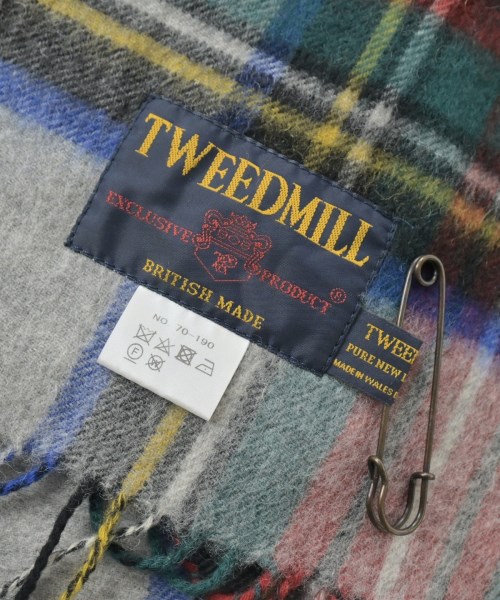 TWEEDMILL
EXCLUSIVE PRODUCT ®
BRITISH MADE
NO. 70-190
TWEED
PURE NEW
MADE IN WALES